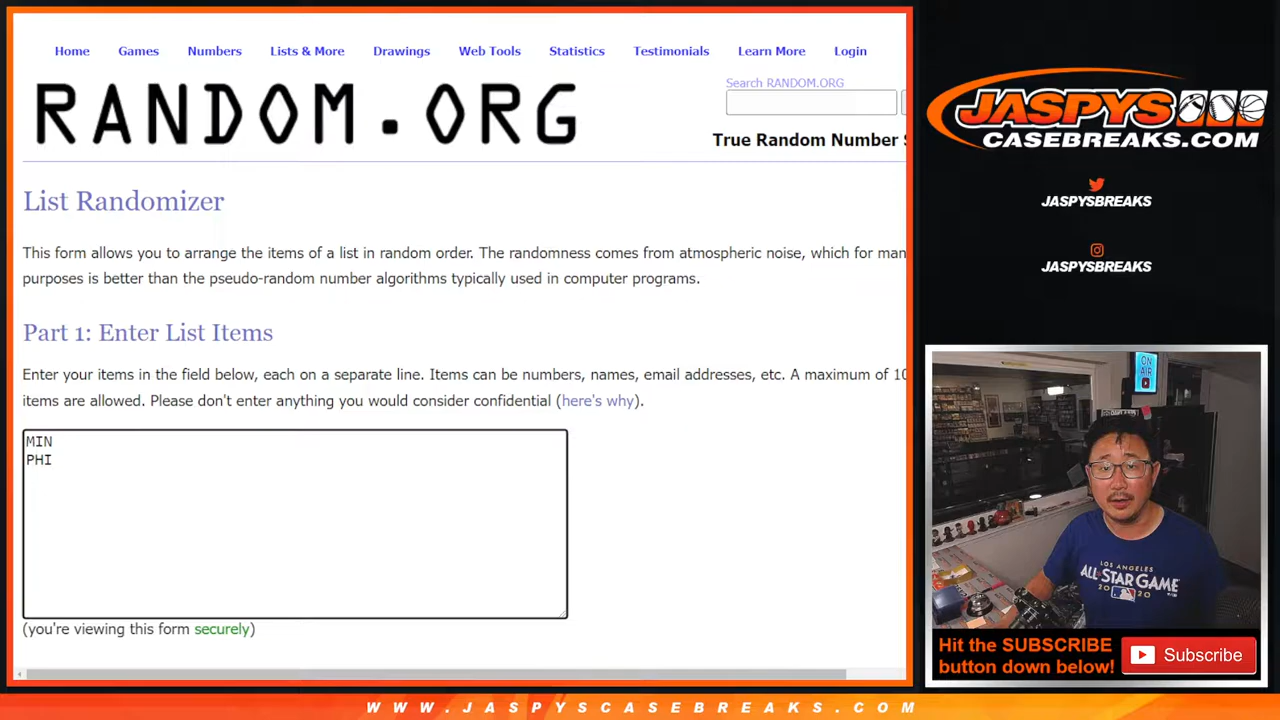 Home Games Numbers Lists & More Drawings Web Tools Statistics Testimonials Learn More Login
RANDOM.ORG
Search RANDOM.ORG
True Random Number S
List Randomizer
This form allows you to arrange the items of a list in random order. The randomness comes from atmospheric noise, which for man
purposes is better than the pseudo-random number algorithms typically used in computer programs.
Part 1: Enter List Items
Enter your items in the field below, each on a separate line. Items can be numbers, names, email addresses, etc. A maximum of 10
items are allowed. Please don't enter anything you would consider confidential (here's why).
MIN
PHI
(you're viewing this form securely)
JASPYS
CASEBREAKS.COM
JASPYSBREAKS
JASPYSBREAKS
ON
AIR
LOS ANGELES
ALL-STAR GAME
2020
Hit the SUBSCRIBE
button down below!
Subscribe
WWW.JASPYSCASEBREAKS.COM